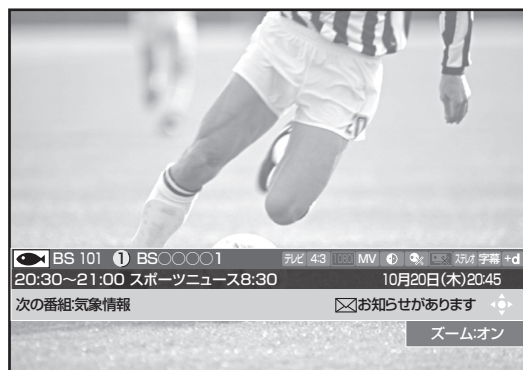 BS 101 1 BS○○○○1 テレビ 4:3 1080 MV ステレオ 字幕 +d
20:30～21:00 スポーツニュース8:30 10月20日(木)20:45
次の番組:気象情報 お知らせがあります
ズーム:オン